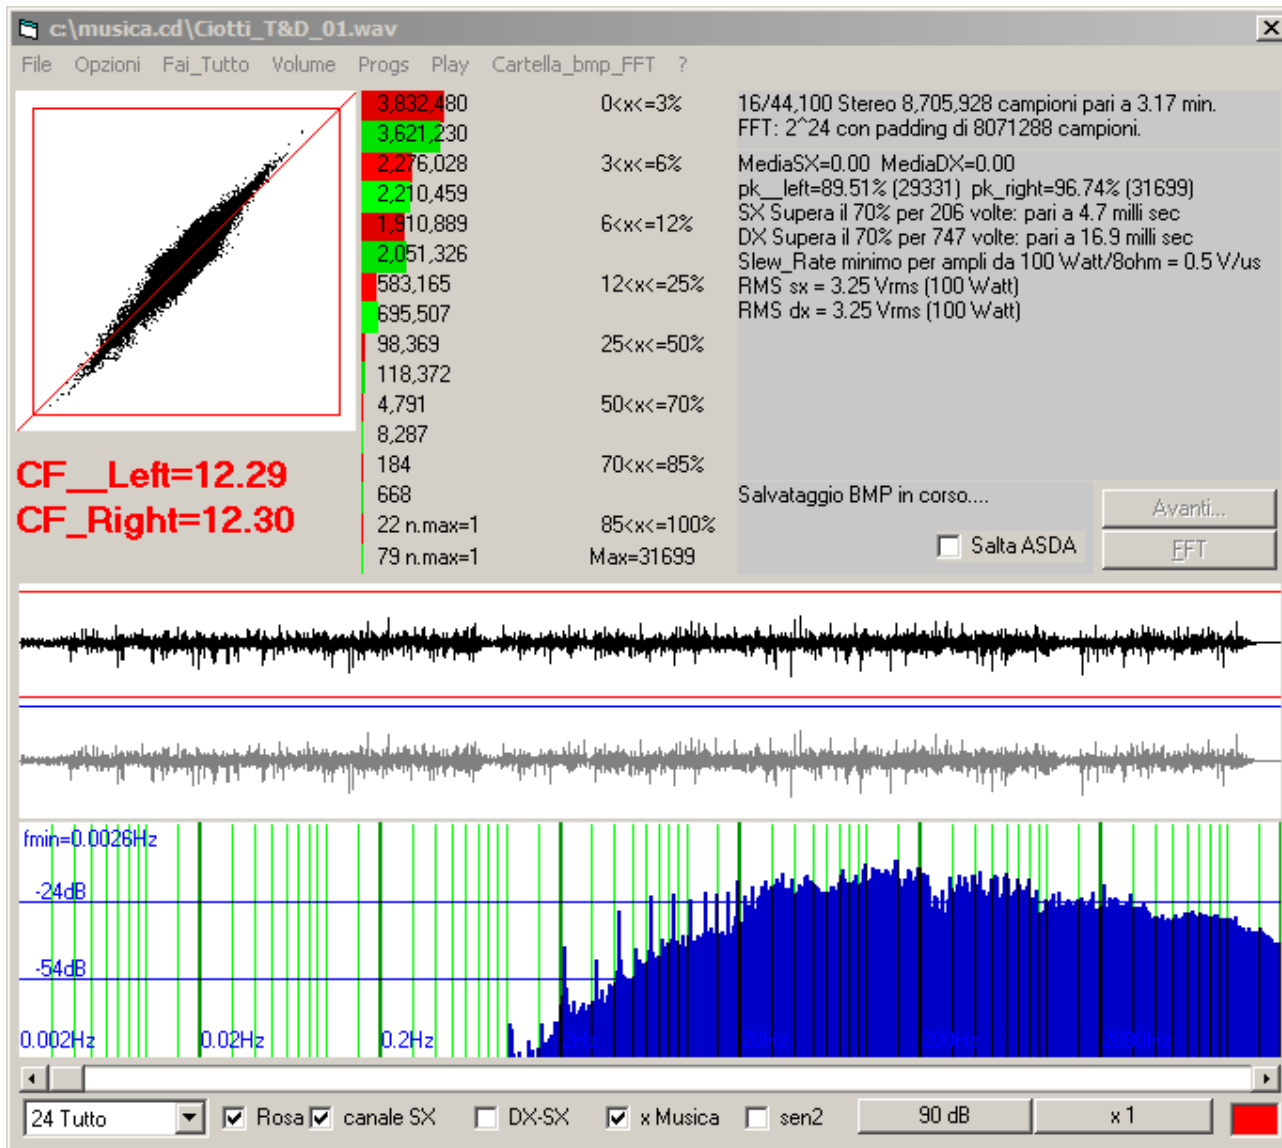 c:\musica.cd\Ciotti_T&D_01.wav
File Opzioni Fai_Tutto Volume Progs Play Cartella_bmp_FFT ?
3,832,480 0<x<=3%
3,621,230
2,276,028 3<x<=6%
2,210,459
1,910,889 6<x<=12%
2,051,326
583,165 12<x<=25%
695,507
98,369 25<x<=50%
118,372
4,791 50<x<=70%
8,287
184 70<x<=85%
668
22 n.max=1 85<x<=100%
79 n.max=1 Max=31699
CF__Left=12.29
CF_Right=12.30
16/44,100 Stereo 8,705,928 campioni pari a 3.17 min.
FFT: 2^24 con padding di 8071288 campioni.
MediaSX=0.00 MediaDX=0.00
pk__left=89.51% (29331) pk_right=96.74% (31699)
SX Supera il 70% per 206 volte: pari a 4.7 milli sec
DX Supera il 70% per 747 volte: pari a 16.9 milli sec
Slew_Rate minimo per ampli da 100 Watt/8ohm = 0.5 V/us
RMS sx = 3.25 Vrms (100 Watt)
RMS dx = 3.25 Vrms (100 Watt)
Salvataggio BMP in corso....
Avanti...
Salta ASDA
FFT
fmin=0.0026Hz
-24dB
-54dB
0.002Hz 0.02Hz 0.2Hz 2Hz 20Hz 200Hz 2000Hz
24 Tutto Rosa canale SX DX-SX x Musica sen2 90 dB x 1